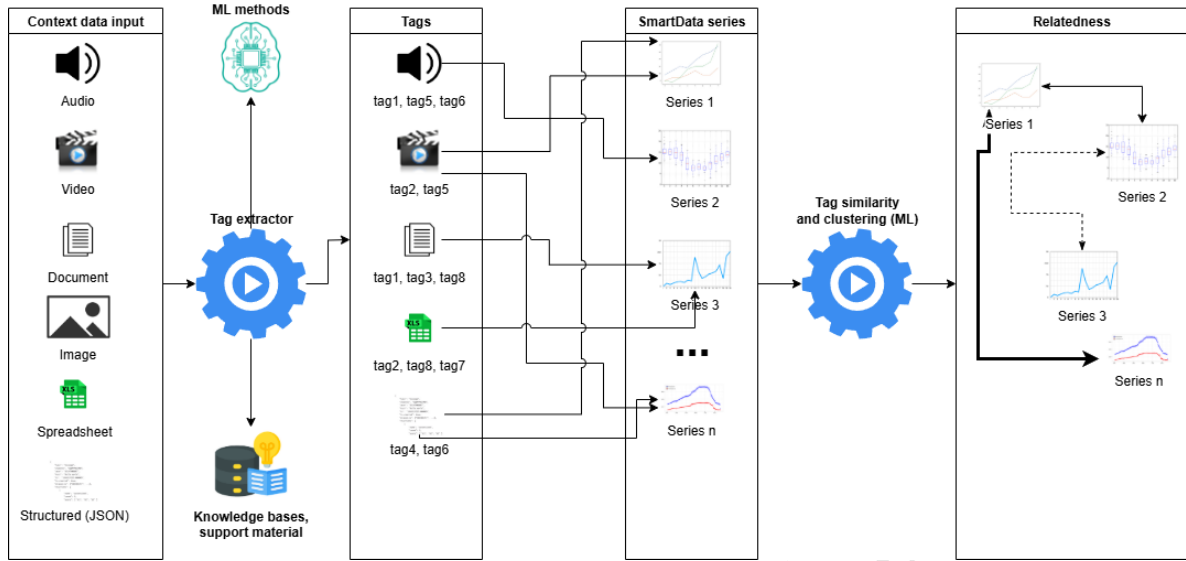 Context data input
Audio
Video
Document
Image
XLS
Spreadsheet
Structured (JSON)
ML methods
Tag extractor
Knowledge bases,
support material
Tags
tag1, tag5, tag6
tag2, tag5
tag1, tag3, tag8
XLS
tag2, tag8, tag7
tag4, tag6
SmartData series
Series 1
Series 2
Series 3
...
Series n
Tag similarity
and clustering (ML)
Relatedness
Series 1
Series 2
Series 3
Series n